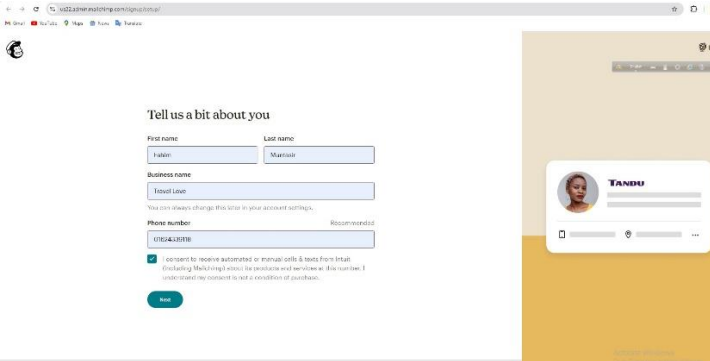 us22.admin.mailchimp.com/signup/setup/
Gmail YouTube Maps News Translate
Tell us a bit about you
First name Last name
Business name
Travel Love
You can always change this later in your account settings.
Phone number Recommended
I consent to receive automated or manual calls & texts from Intuit
(including Mailchimp) about its products and services at this number. I
understand my consent is not a condition of purchase.
Next
TANDU